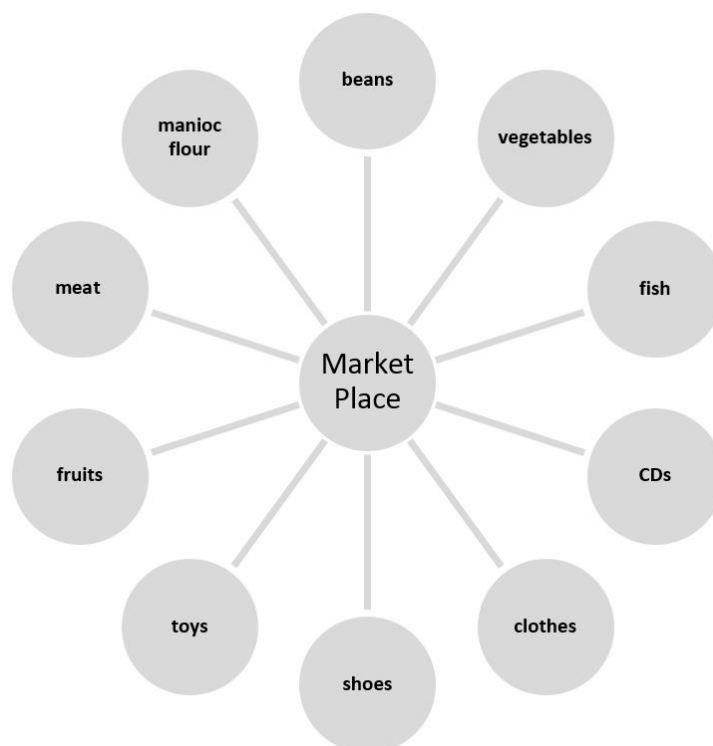 beans
vegetables
fish
CDs
clothes
shoes
toys
fruits
meat
manioc
flour
Market
Place